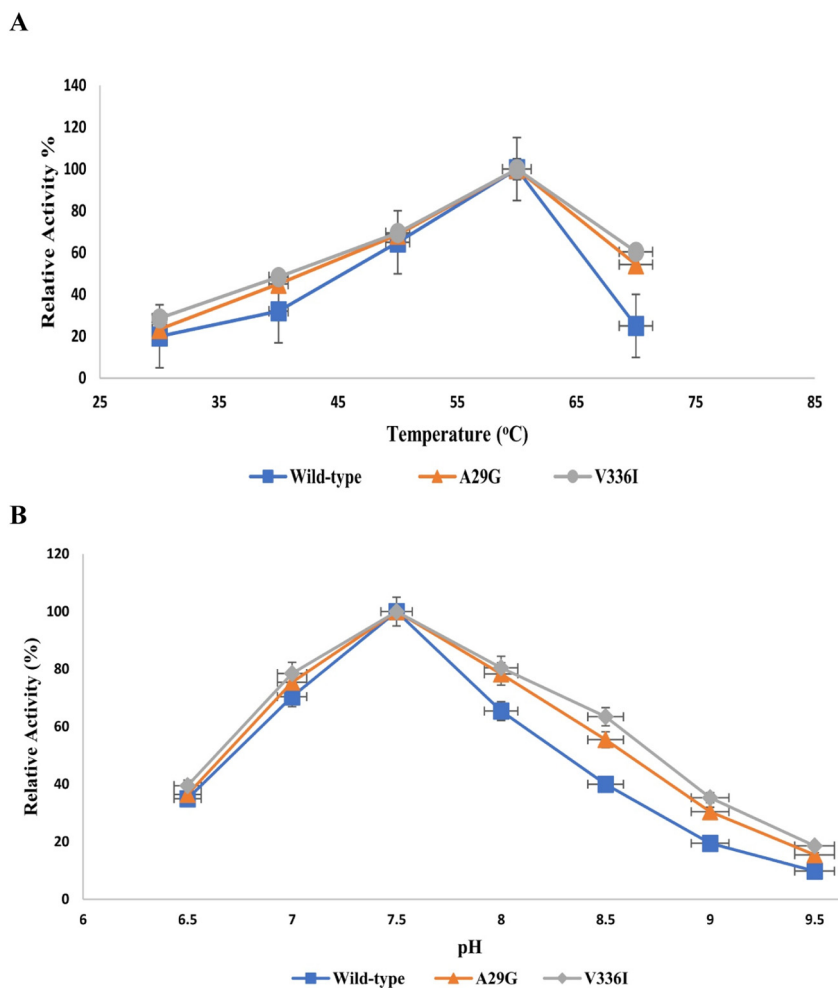 A
140
120
100
80
60
40
20
0
Relative Activity %
25 35 45 55 65 75 85
Temperature (⁰C)
Wild-type A29G V336I
B
120
100
80
60
40
20
0
Relative Activity (%)
6 6.5 7 7.5 8 8.5 9 9.5
pH
Wild-type A29G V336I